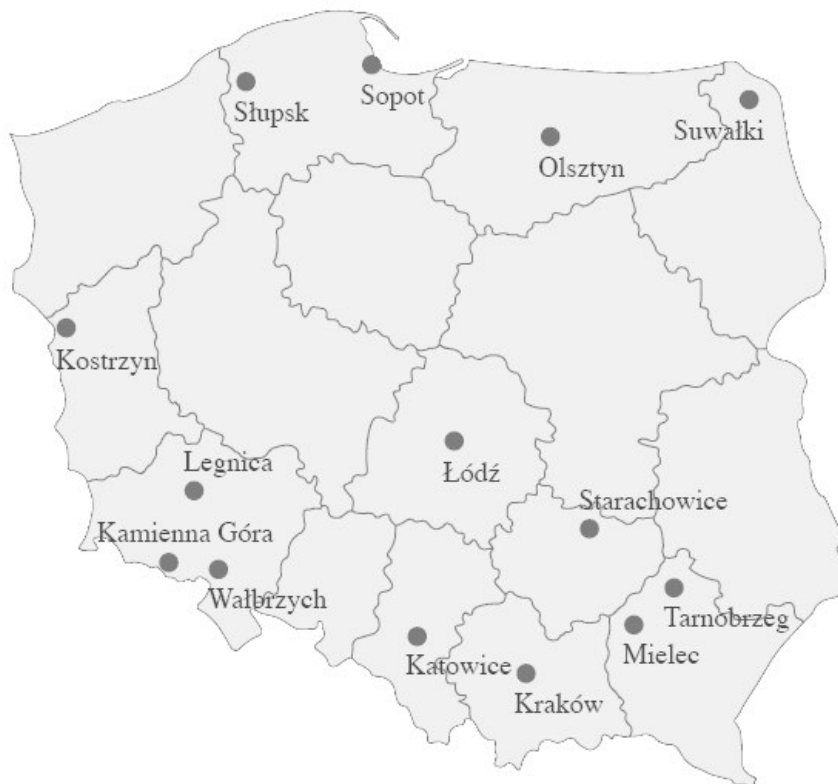 Słupsk
Sopot
Suwałki
Olsztyn
Kostrzyn
Legnica
Łódź
Starachowice
Kamienna Góra
Wałbrzych
Tarnobrzeg
Mielec
Katowice
Kraków